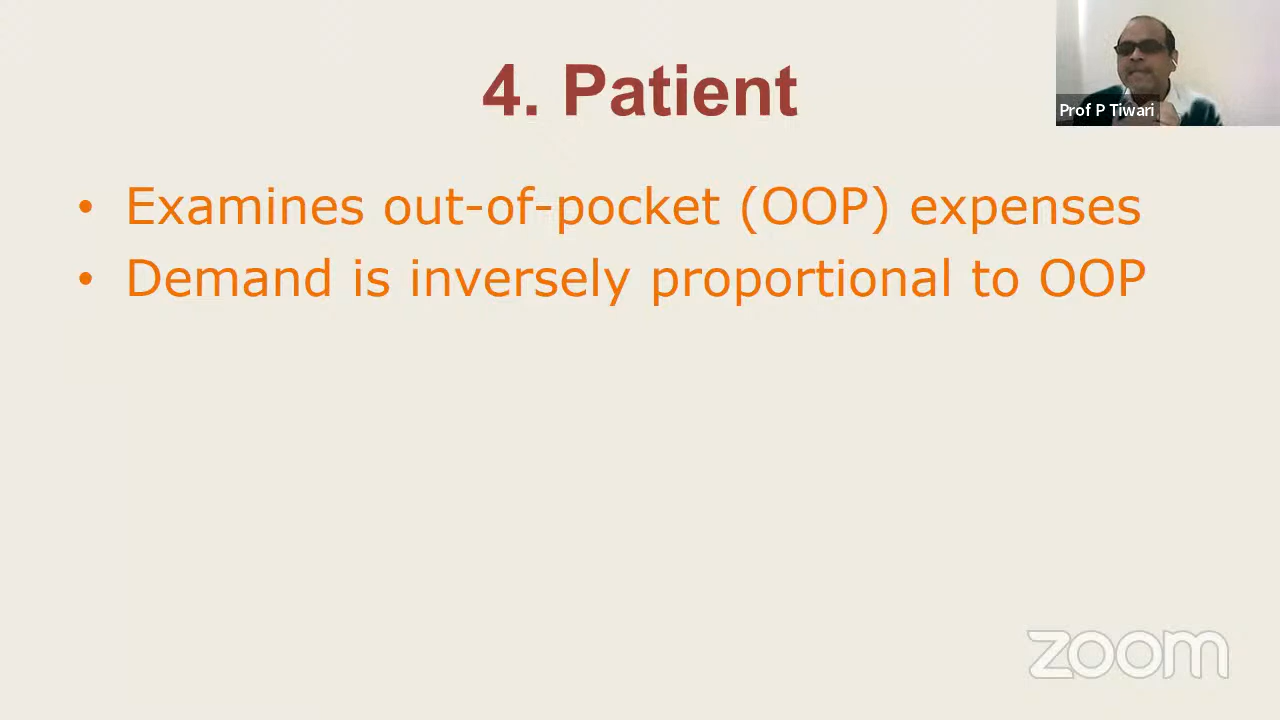 4. Patient
Prof P Tiwari
• Examines out-of-pocket (OOP) expenses
• Demand is inversely proportional to OOP
zoom